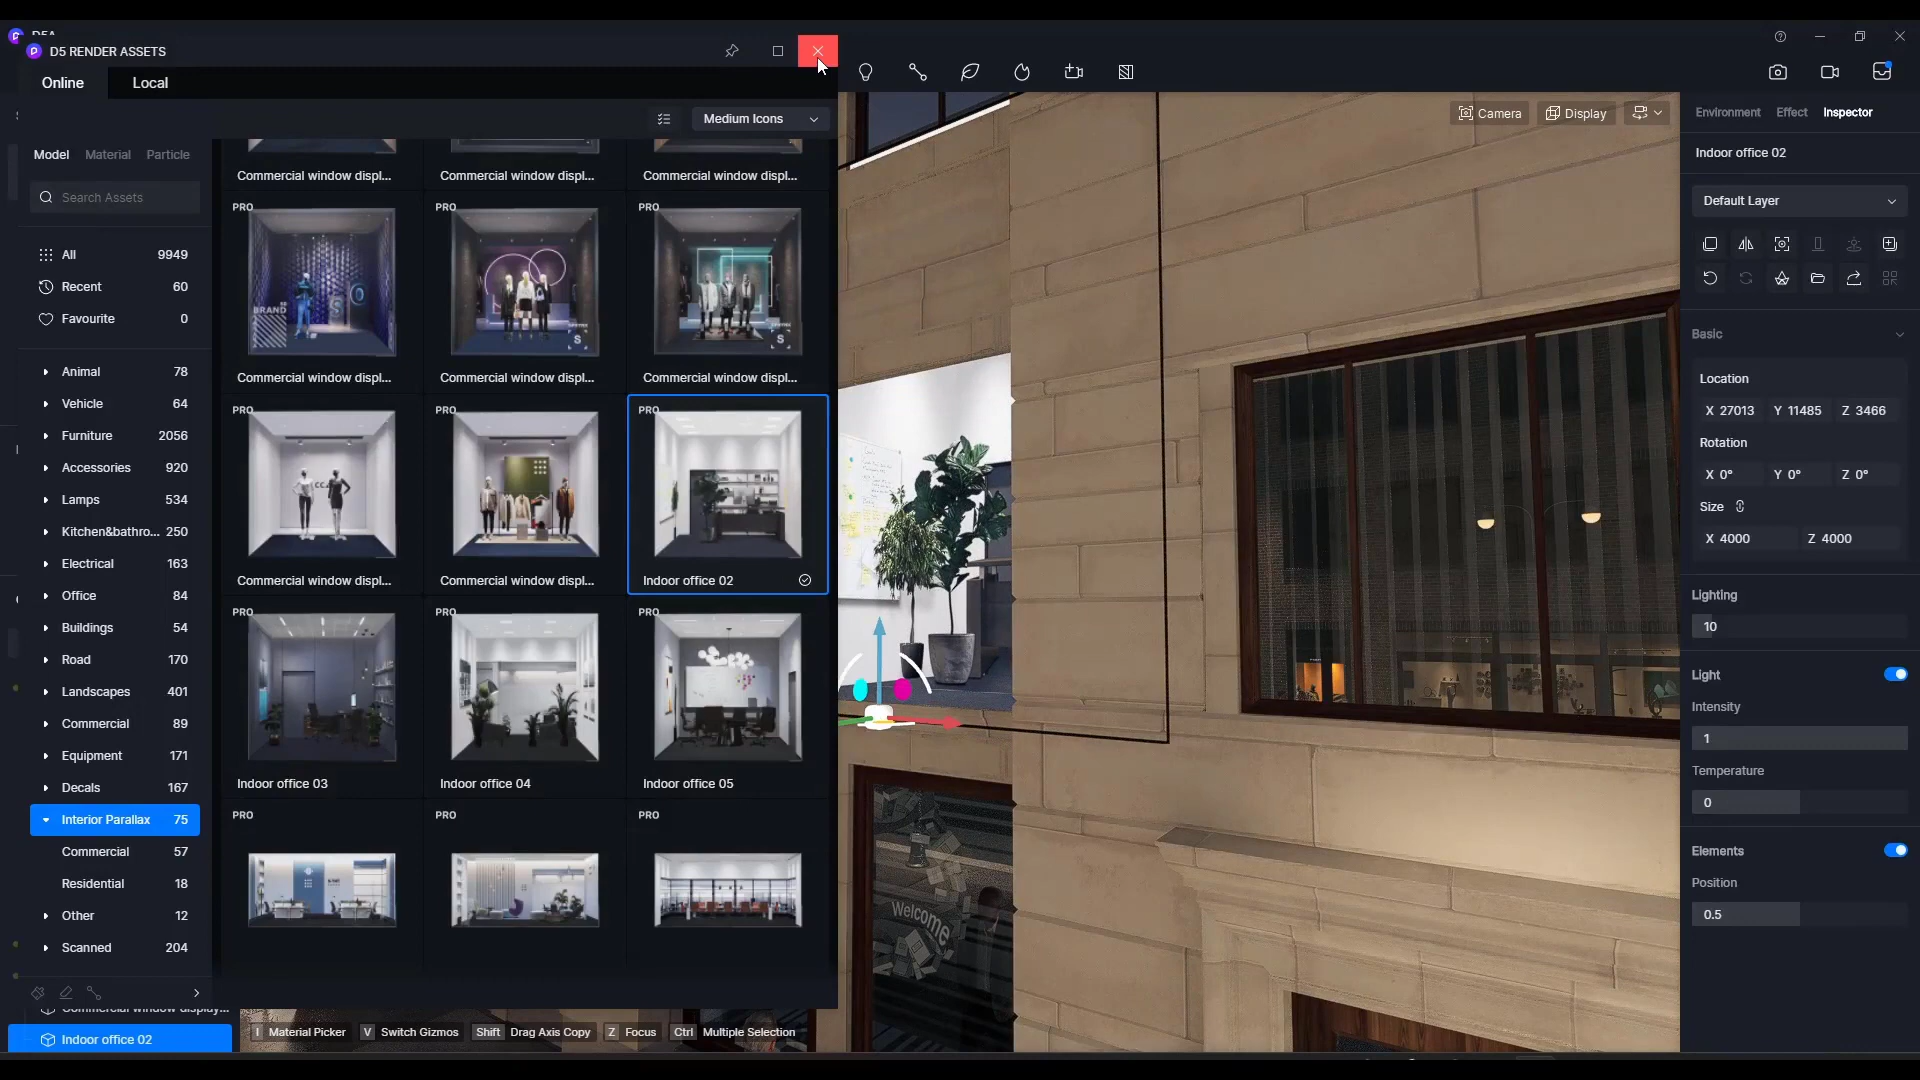 D5 RENDER ASSETS
Online
Local
Medium Icons
Model
Material
Particle
Search Assets
All 9949
Recent 60
Favourite 0
Animal 78
Vehicle 64
Furniture 2056
Accessories 920
Lamps 534
Kitchen&bathro... 250
Electrical 163
Office 84
Buildings 54
Road 170
Landscapes 401
Commercial 89
Equipment 171
Decals 167
Interior Parallax 75
Commercial 57
Residential 18
Other 12
Scanned 204
Commercial window displ...
Commercial window displ...
Commercial window displ...
PRO
PRO
PRO
BRAND
Commercial window displ...
Commercial window displ...
Commercial window displ...
PRO
PRO
PRO
Commercial window displ...
Commercial window displ...
Indoor office 02
PRO
PRO
PRO
Indoor office 03
Indoor office 04
Indoor office 05
PRO
PRO
PRO
Indoor office 02
I Material Picker
V Switch Gizmos
Shift Drag Axis Copy
Z Focus
Ctrl Multiple Selection
Camera
Display
Welcome
Environment
Effect
Inspector
Indoor office 02
Default Layer
Basic
Location
X 27013 Y 11485 Z 3466
Rotation
X 0° Y 0° Z 0°
Size
X 4000 Z 4000
Lighting
10
Light
Intensity
1
Temperature
0
Elements
Position
0.5